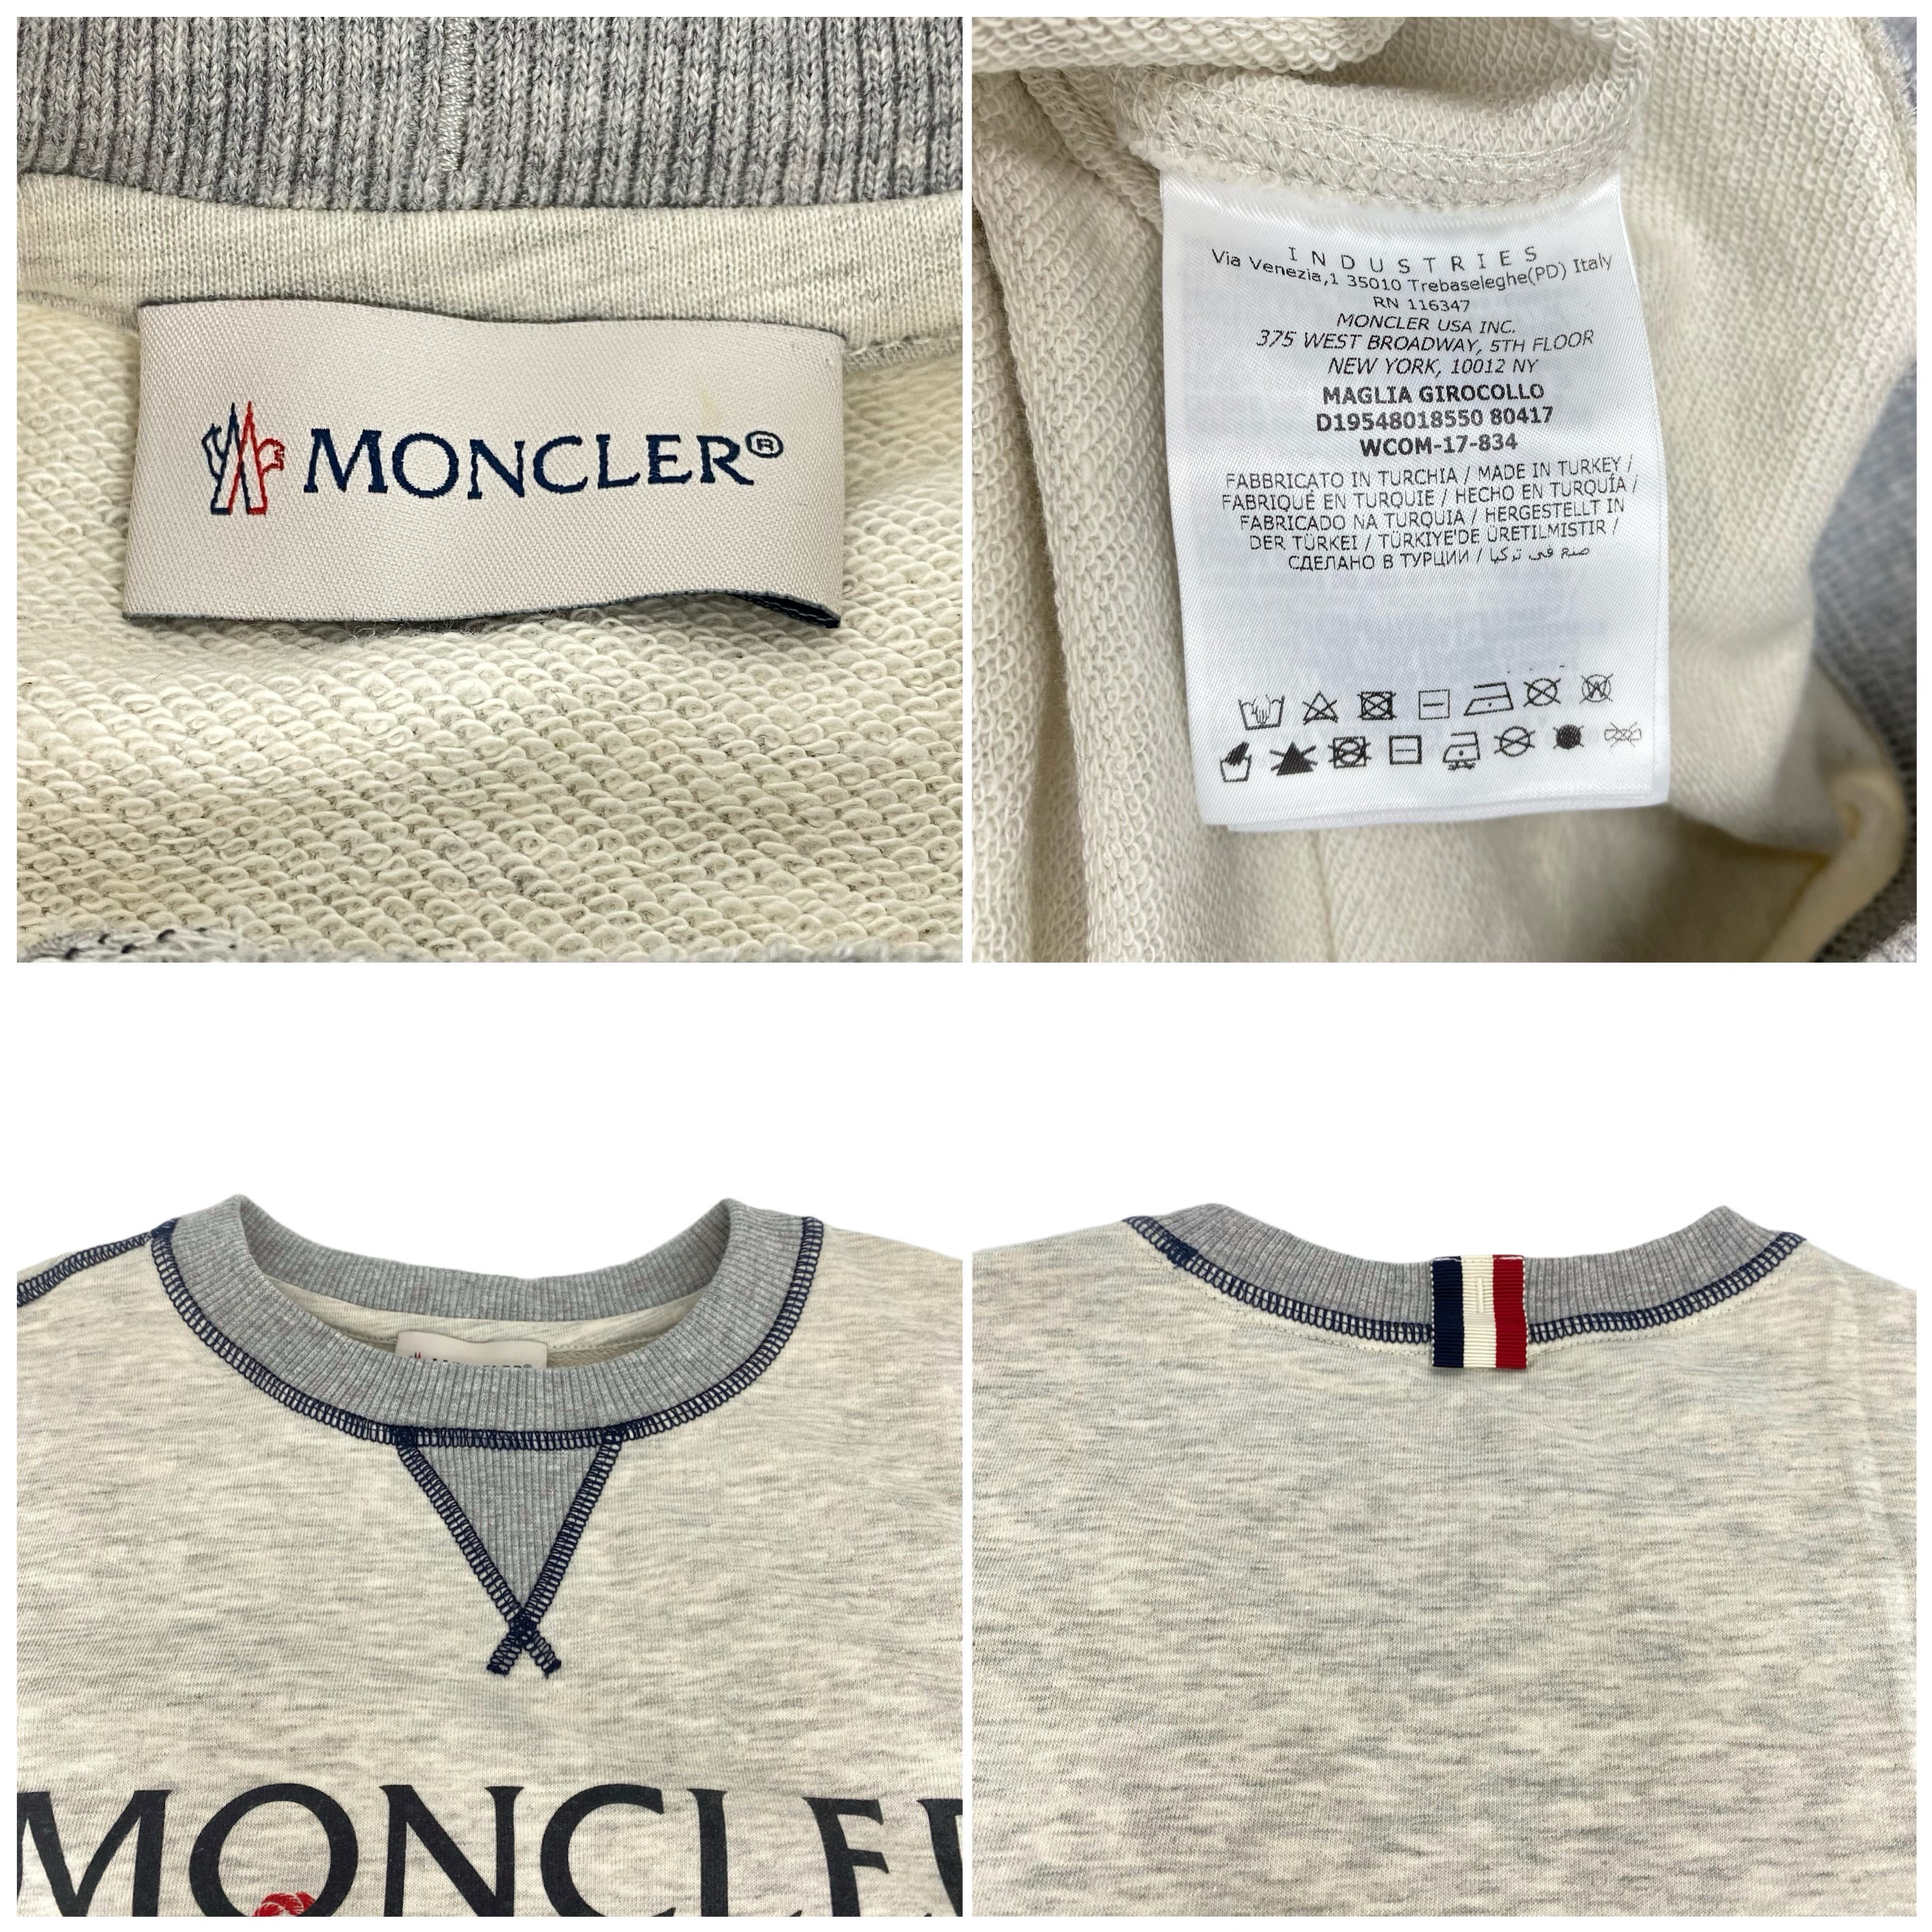 MONCLER®
INDUSTRIES
Via Venezia,1 35010 Trebaseleghe(PD) Italy
RN 116347
MONCLER USA INC.
375 WEST BROADWAY, 5TH FLOOR
NEW YORK, 10012 NY
MAGLIA GIROCOLLO
D19548018550 80417
WCOM-17-834
FABBRICATO IN TURCHIA / MADE IN TURKEY /
FABRIQUÉ EN TURQUIE / HECHO EN TURQUÍA /
FABRICADO NA TURQUIA / HERGESTELLT IN
DER TÜRKEI / TÜRKIYE'DE ÜRETILMISTIR /
СДЕЛАНО В ТУРЦИИ / صنع في تركيا
MONCLER®
MONCLER